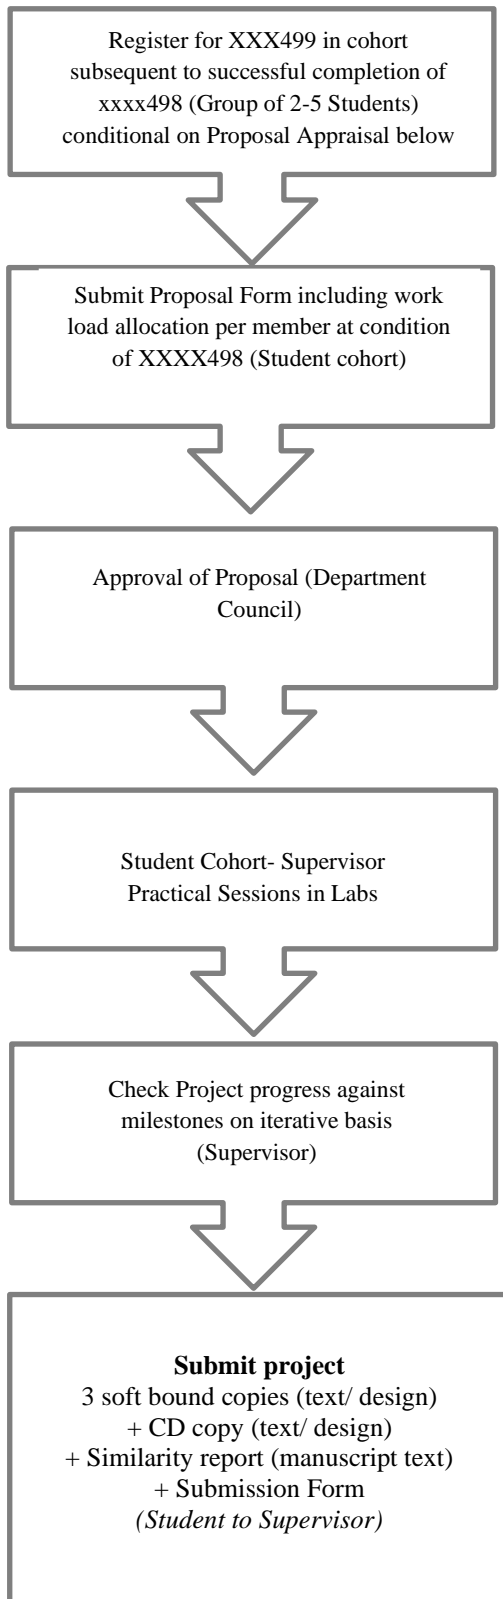 Register for XXX499 in cohort
subsequent to successful completion of
xxxx498 (Group of 2-5 Students)
conditional on Proposal Appraisal below
Submit Proposal Form including work
load allocation per member at condition
of XXXX498 (Student cohort)
Approval of Proposal (Department
Council)
Student Cohort- Supervisor
Practical Sessions in Labs
Check Project progress against
milestones on iterative basis
(Supervisor)
Submit project
3 soft bound copies (text/ design)
+ CD copy (text/ design)
+ Similarity report (manuscript text)
+ Submission Form
(Student to Supervisor)